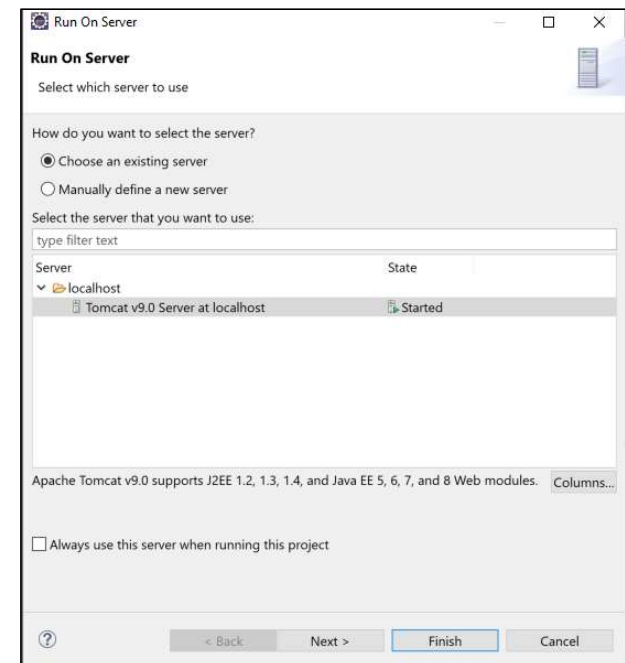 Run On Server
Run On Server
Select which server to use
How do you want to select the server?
Choose an existing server
Manually define a new server
Select the server that you want to use:
type filter text
Server State
localhost
Tomcat v9.0 Server at localhost Started
Apache Tomcat v9.0 supports J2EE 1.2, 1.3, 1.4, and Java EE 5, 6, 7, and 8 Web modules. Columns...
Always use this server when running this project
? < Back Next > Finish Cancel